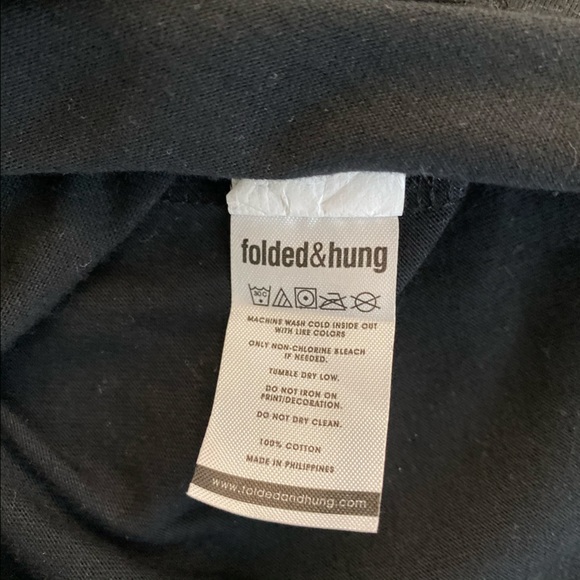 folded&hung
30 C
MACHINE WASH COLD INSIDE OUT
WITH LIKE COLORS
ONLY NON-CHLORINE BLEACH
IF NEEDED.
TUMBLE DRY LOW.
DO NOT IRON ON
PRINT/DECORATION.
DO NOT DRY CLEAN.
100% COTTON
MADE IN PHILIPPINES
www.foldedandhung.com